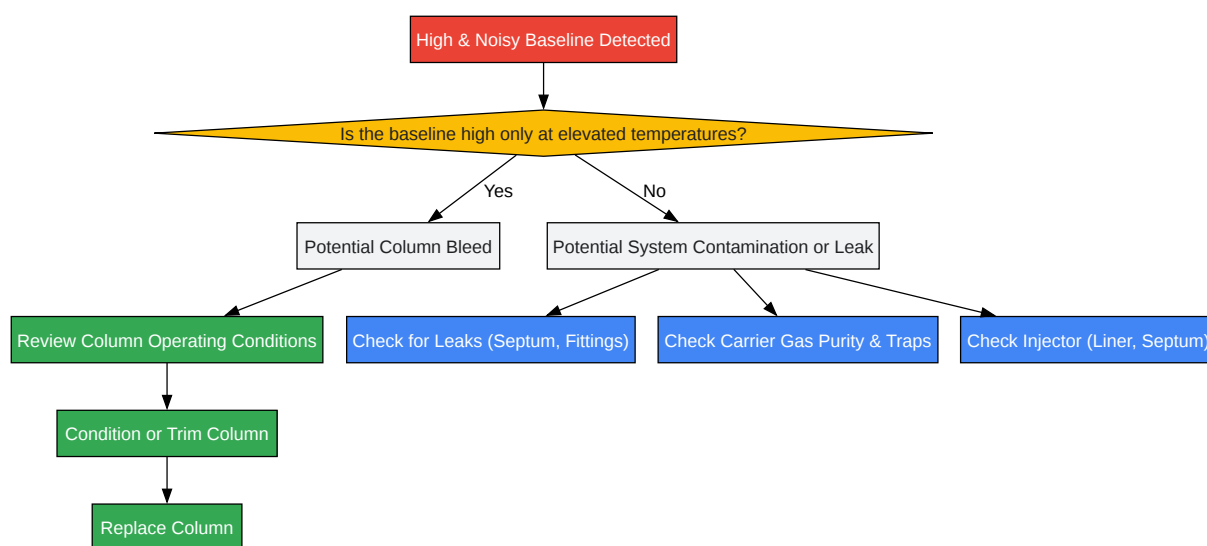 High & Noisy Baseline Detected
Is the baseline high only at elevated temperatures?
Yes
No
Potential Column Bleed
Potential System Contamination or Leak
Review Column Operating Conditions
Check for Leaks (Septum, Fittings)
Check Carrier Gas Purity & Traps
Check Injector (Liner, Septum)
Condition or Trim Column
Replace Column